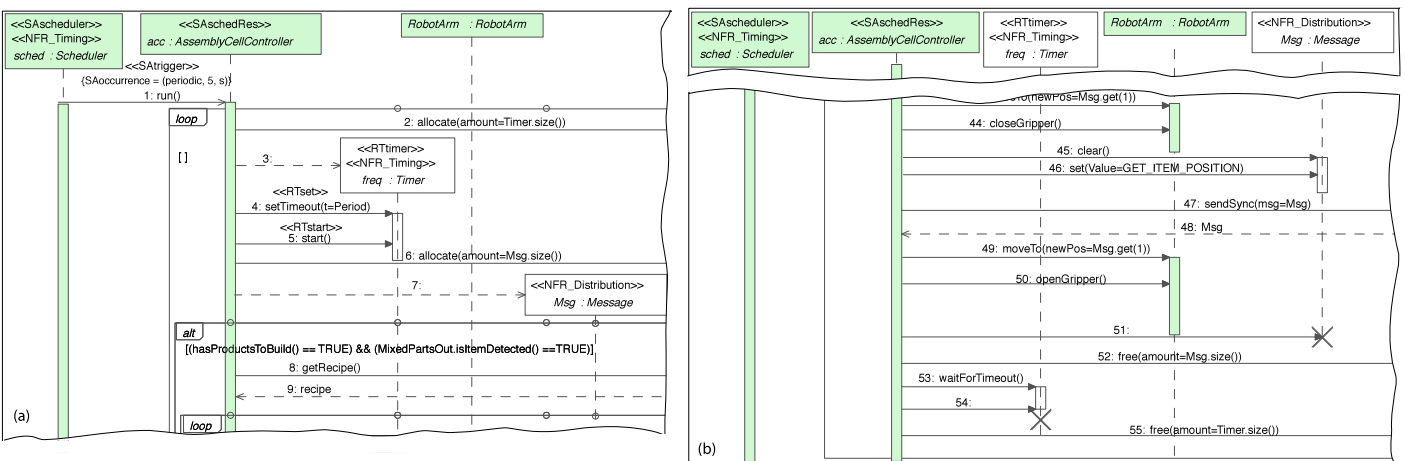 <<SAscheduler>>
<<NFR_Timing>>
sched : Scheduler
<<SAschedRes>>
acc : AssemblyCellController
RobotArm : RobotArm
<<SAtrigger>>
{SAoccurrence = (periodic, 5, s)}
1: run()
loop
2: allocate(amount=Timer.size())
[ ]
3:
<<RTtimer>>
<<NFR_Timing>>
freq : Timer
<<RTset>>
4: setTimeout(t=Period)
<<RTstart>>
5: start()
6: allocate(amount=Msg.size())
7:
<<NFR_Distribution>>
Msg : Message
alt
[(hasProductsToBuild() == TRUE) && (MixedPartsOut.isItemDetected() ==TRUE)]
8: getRecipe()
9: recipe
loop
(a)
<<SAscheduler>>
<<NFR_Timing>>
sched : Scheduler
<<SAschedRes>>
acc : AssemblyCellController
<<RTtimer>>
<<NFR_Timing>>
freq : Timer
RobotArm : RobotArm
<<NFR_Distribution>>
Msg : Message
(newPos=Msg.get(1))
44: closeGripper()
45: clear()
46: set(Value=GET_ITEM_POSITION)
47: sendSync(msg=Msg)
48: Msg
49: moveTo(newPos=Msg.get(1))
50: openGripper()
51:
52: free(amount=Msg.size())
53: waitForTimeout()
54:
55: free(amount=Timer.size())
(b)